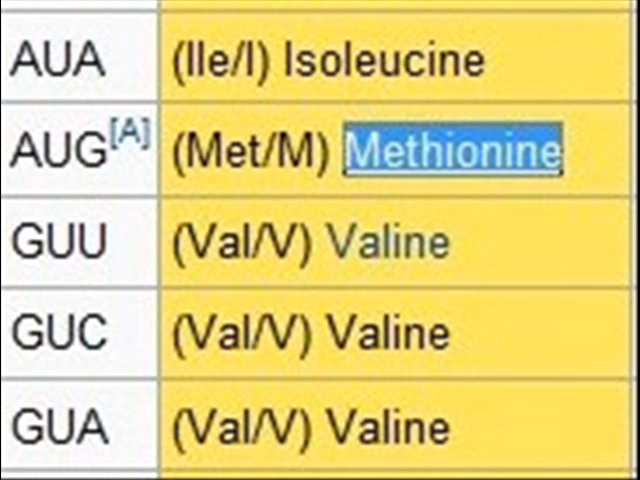 AUA (Ile/I) Isoleucine
AUG[A] (Met/M) Methionine
GUU (Val/V) Valine
GUC (Val/V) Valine
GUA (Val/V) Valine